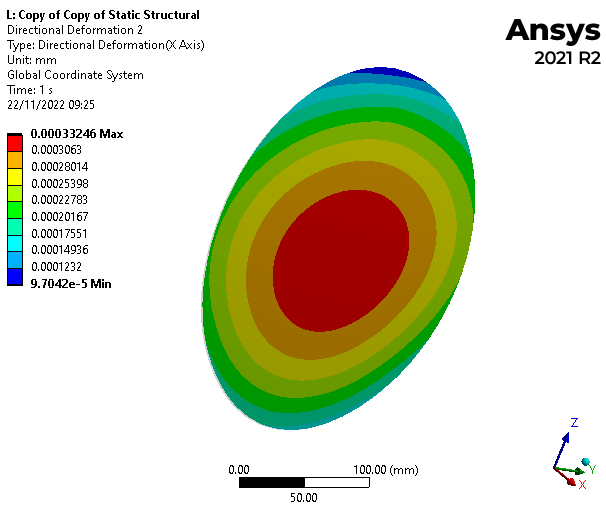 L: Copy of Copy of Static Structural
Directional Deformation 2
Type: Directional Deformation(X Axis)
Unit: mm
Global Coordinate System
Time: 1 s
22/11/2022 09:25
Ansys
2021 R2
0.00033246 Max
0.0003063
0.00028014
0.00025398
0.00022783
0.00020167
0.00017551
0.00014936
0.0001232
9.7042e-5 Min
0.00
100.00 (mm)
50.00
Z
Y
X